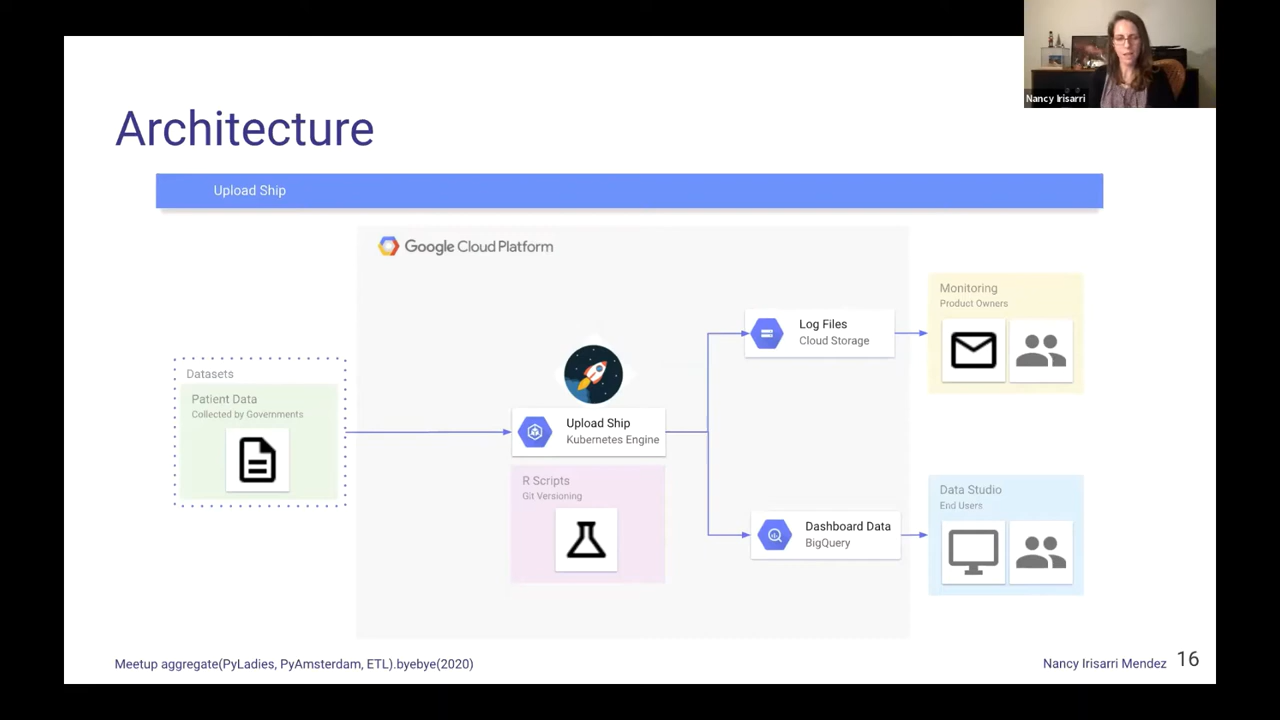 Nancy Irisarri
Architecture
Upload Ship
Google Cloud Platform
Datasets
Patient Data
Collected by Governments
Upload Ship
Kubernetes Engine
R Scripts
Git Versioning
Log Files
Cloud Storage
Dashboard Data
BigQuery
Monitoring
Product Owners
Data Studio
End Users
Meetup aggregate(PyLadies, PyAmsterdam, ETL).byebye(2020)
Nancy Irisarri Mendez 16